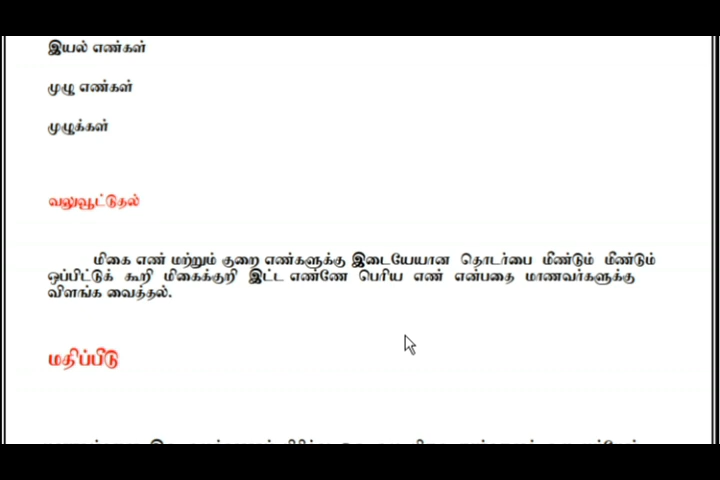 இயல் எண்கள்
முழு எண்கள்
முழுக்கள்
வலுவூட்டுதல்
மிகை எண் மற்றும் குறை எண்களுக்கு இடையேயான தொடர்பை மீண்டும் மீண்டும்
ஒப்பிட்டுக் கூறி மிகைக்குறி இட்ட எண்ணே பெரிய எண் என்பதை மாணவர்களுக்கு
விளங்க வைத்தல்.
மதிப்பீடு